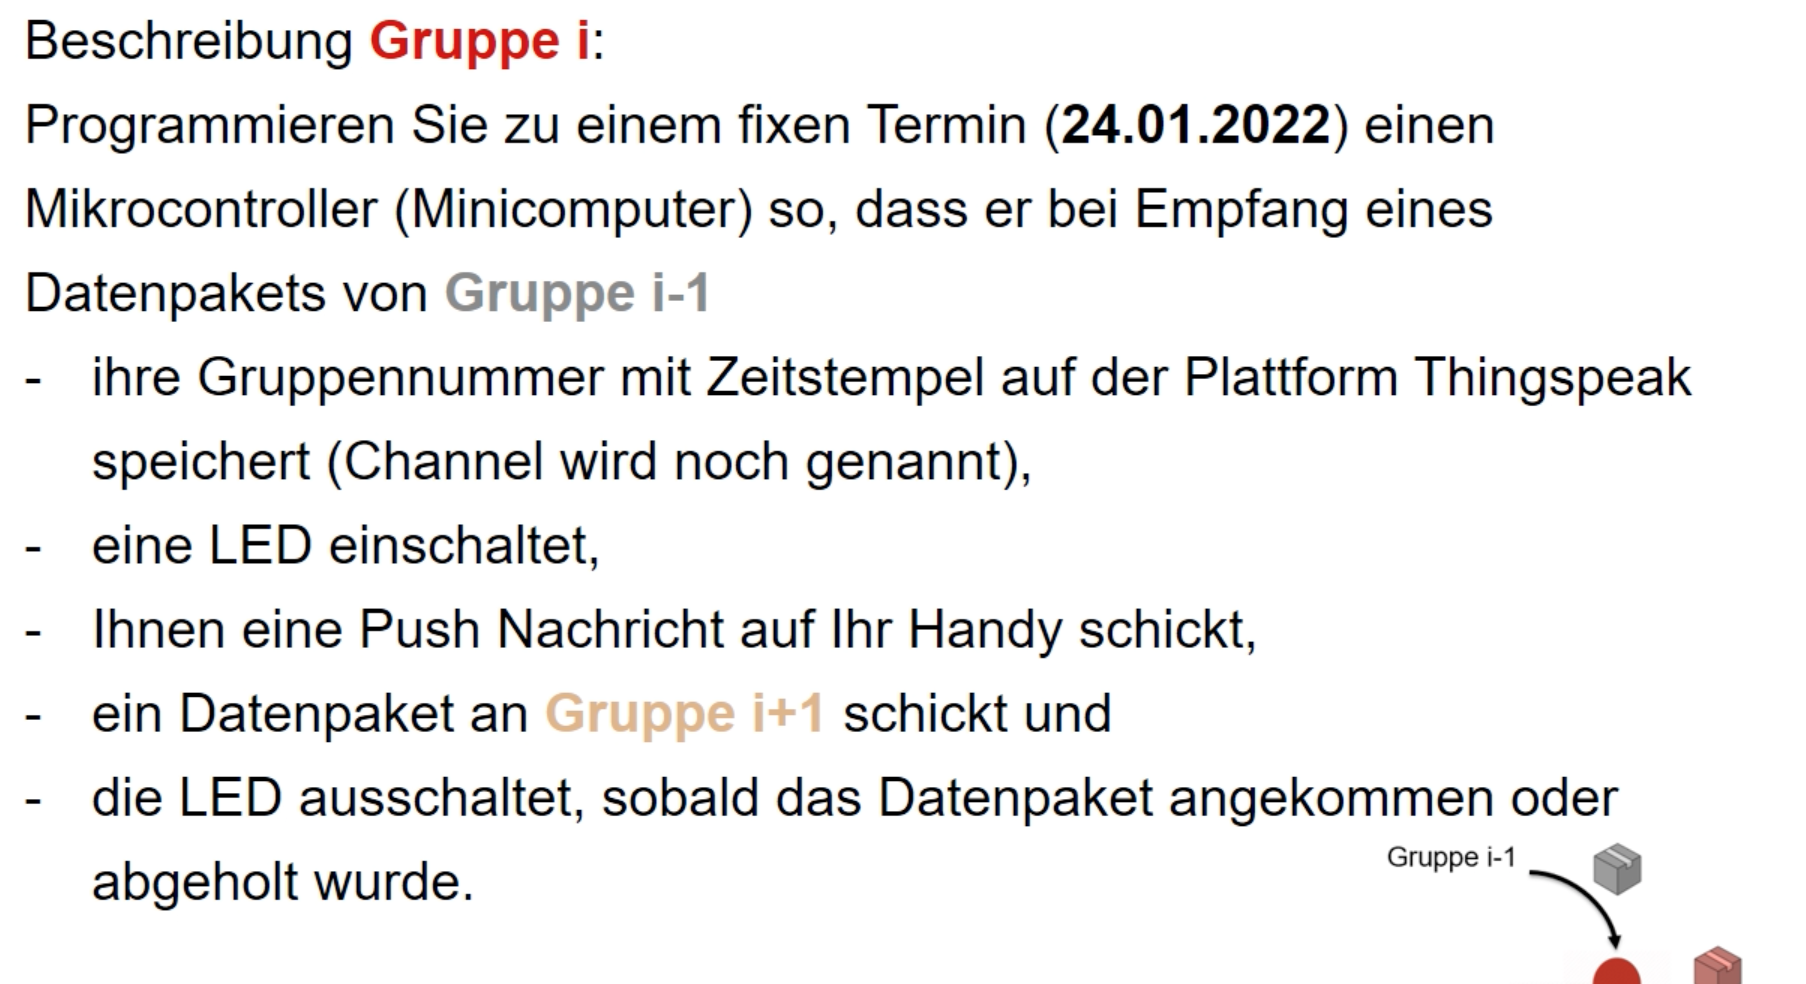 Beschreibung Gruppe i:
Programmieren Sie zu einem fixen Termin (24.01.2022) einen
Mikrocontroller (Minicomputer) so, dass er bei Empfang eines
Datenpakets von Gruppe i-1
- ihre Gruppennummer mit Zeitstempel auf der Plattform Thingspeak
speichert (Channel wird noch genannt),
- eine LED einschaltet,
- Ihnen eine Push Nachricht auf Ihr Handy schickt,
- ein Datenpaket an Gruppe i+1 schickt und
- die LED ausschaltet, sobald das Datenpaket angekommen oder
abgeholt wurde.
Gruppe i-1